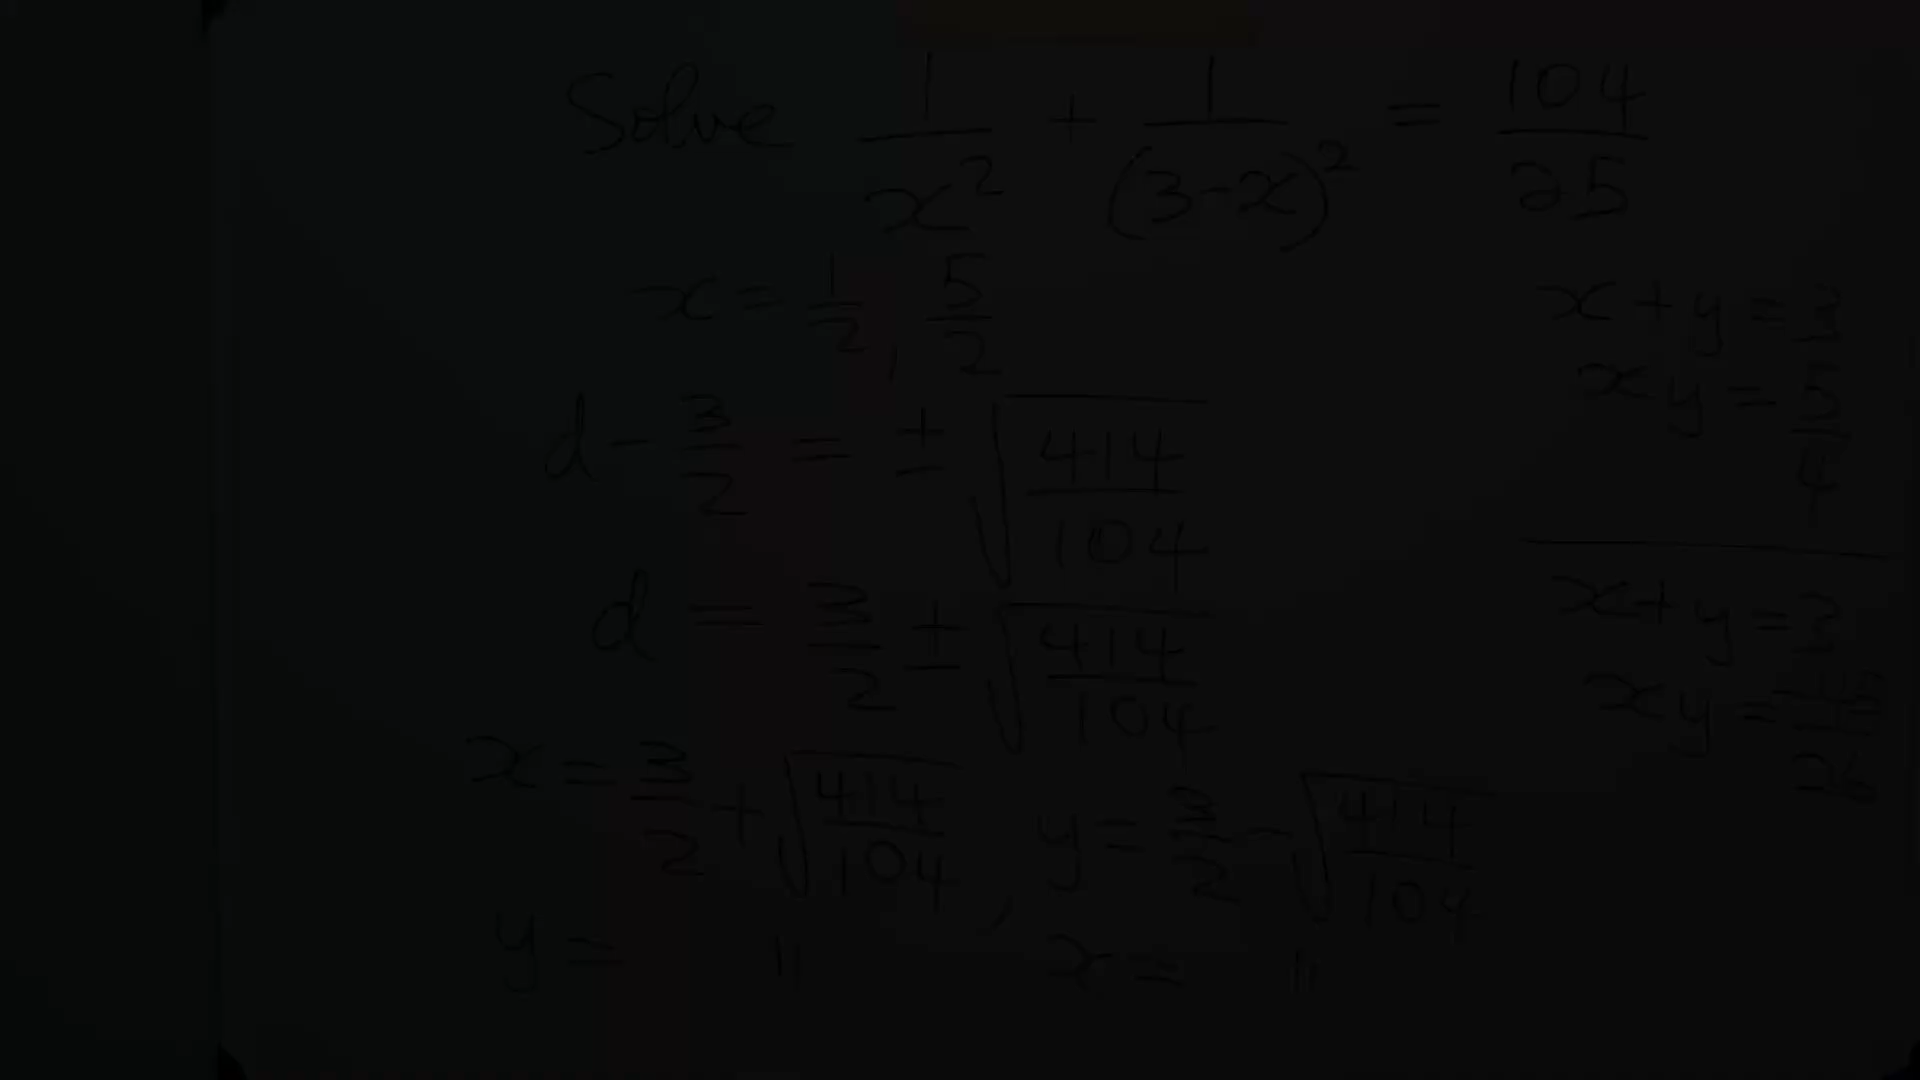 Solve 1/x² + 1/(3-x)² = 104/25
x = 1/2, 5/2
d - 3/2 = ± √(414/104)
d = 3/2 ± √(414/104)
x = 3/2 + √(414/104), y = 3/2 - √(414/104)
y = " x = "
x + y = 3
xy = 5/4
x + y = 3
xy =